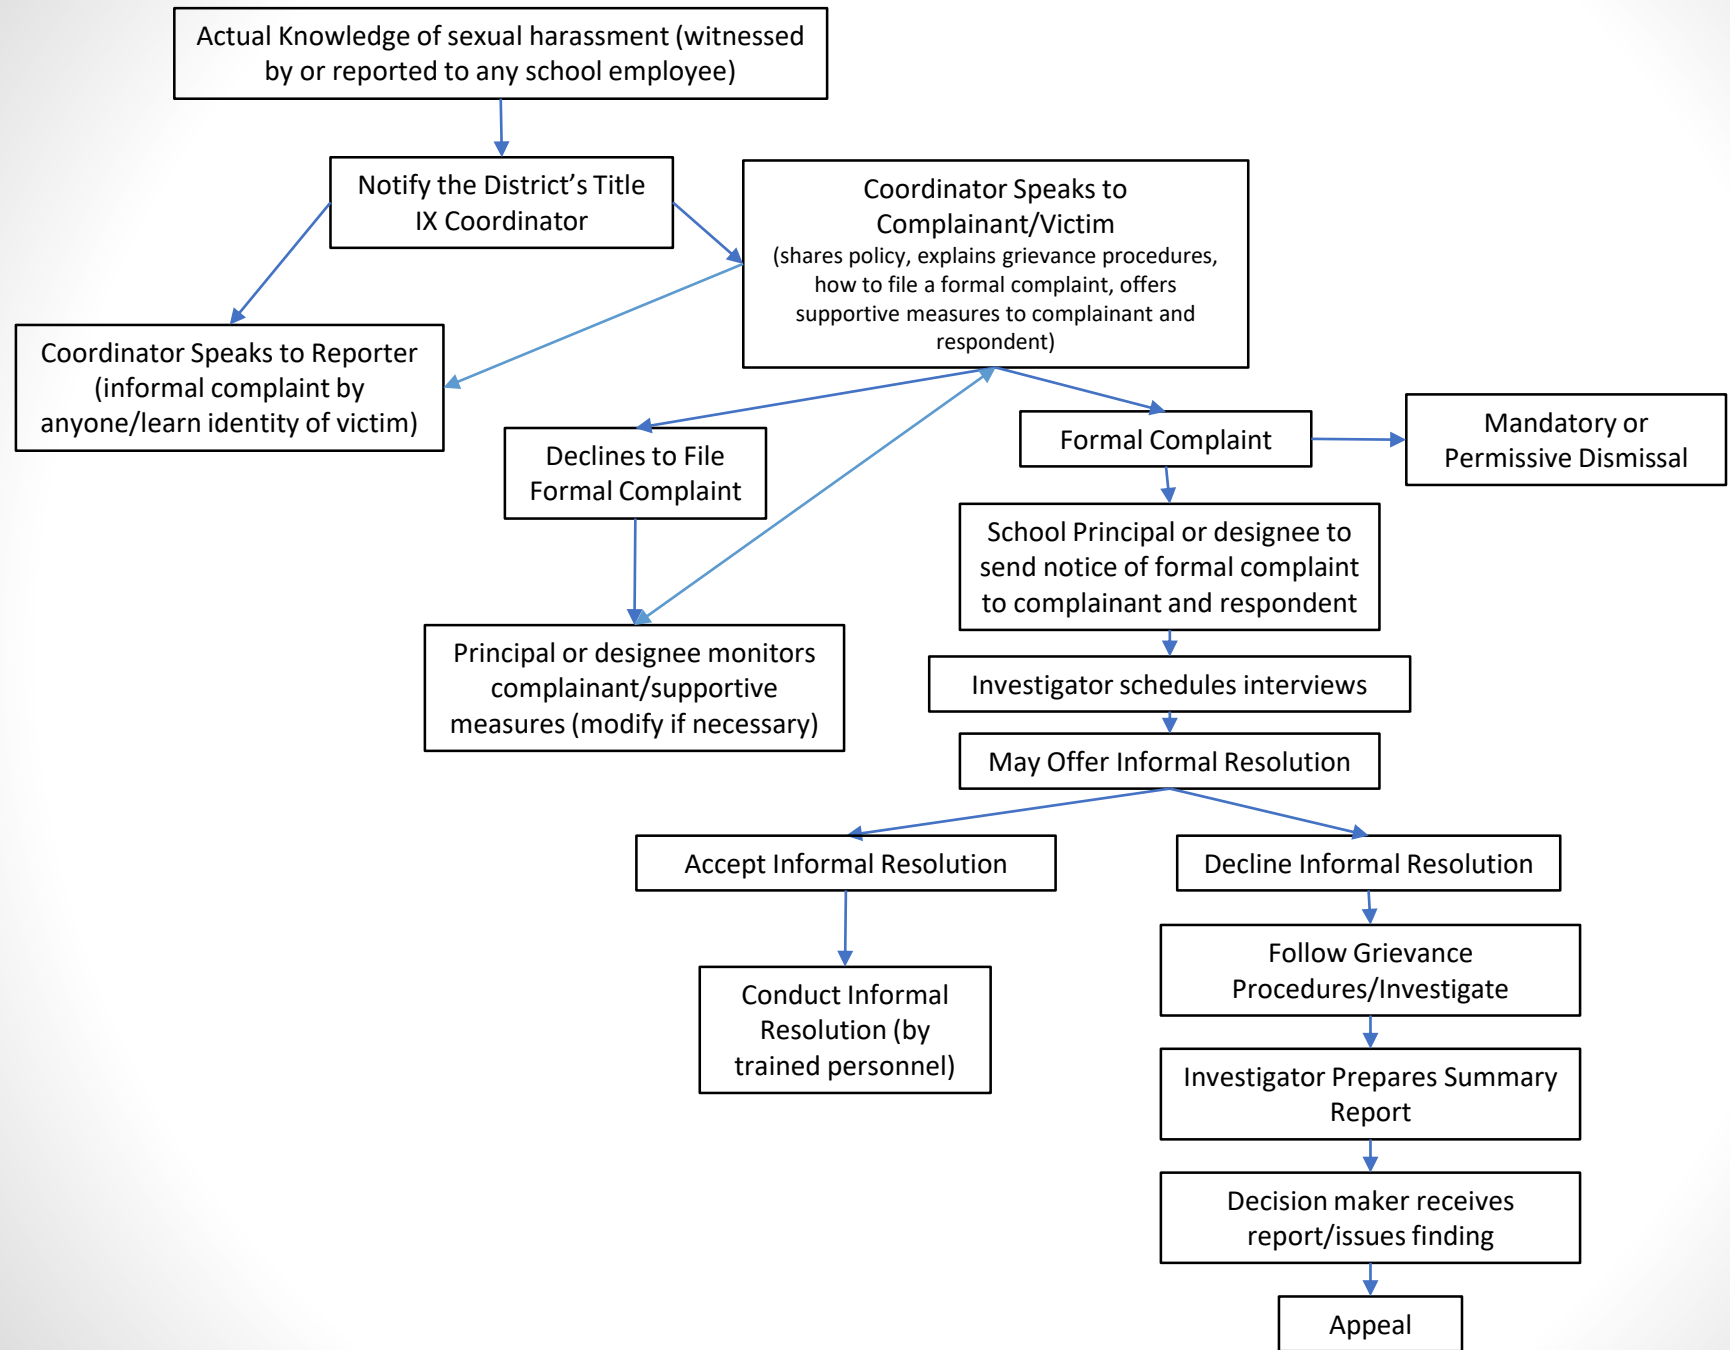 Actual Knowledge of sexual harassment (witnessed
by or reported to any school employee)
Notify the District’s Title
IX Coordinator
Coordinator Speaks to
Complainant/Victim
(shares policy, explains grievance procedures,
how to file a formal complaint, offers
supportive measures to complainant and
respondent)
Coordinator Speaks to Reporter
(informal complaint by
anyone/learn identity of victim)
Declines to File
Formal Complaint
Formal Complaint
Mandatory or
Permissive Dismissal
School Principal or designee to
send notice of formal complaint
to complainant and respondent
Principal or designee monitors
complainant/supportive
measures (modify if necessary)
Investigator schedules interviews
May Offer Informal Resolution
Accept Informal Resolution
Decline Informal Resolution
Conduct Informal
Resolution (by
trained personnel)
Follow Grievance
Procedures/Investigate
Investigator Prepares Summary
Report
Decision maker receives
report/issues finding
Appeal